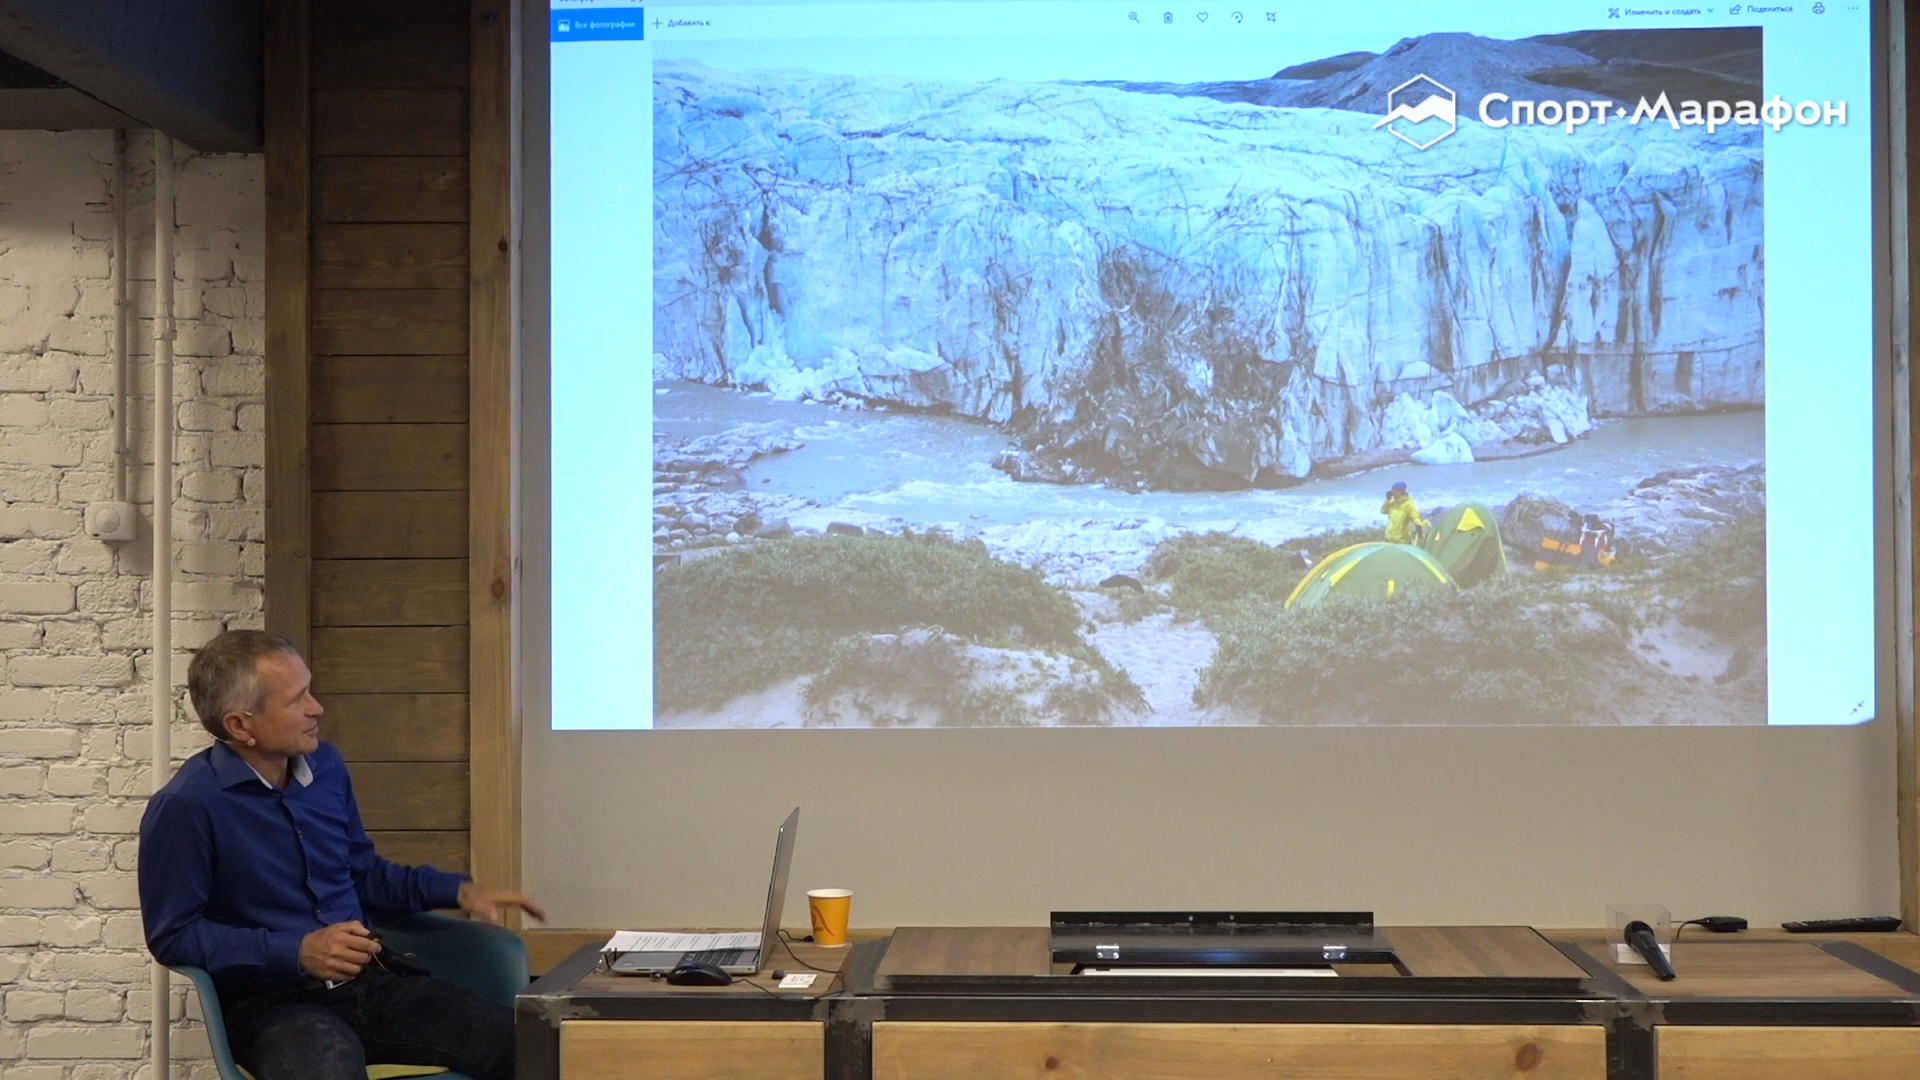 Все фотографии
Добавить к
Изменить и создать
Поделиться
Спорт-Марафон